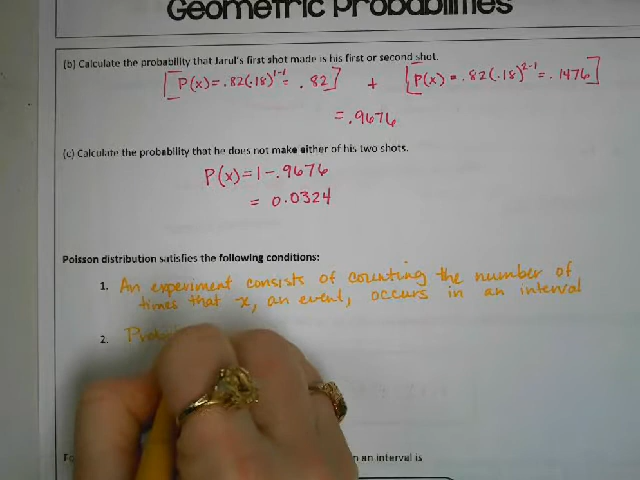 Geometric Probabilities
(b) Calculate the probability that Jarul's first shot made is his first or second shot.
[P(x)=.82(.18)^1-1 = .82] + [P(x)=.82(.18)^2-1 = .1476]
=.9676
(c) Calculate the probability that he does not make either of his two shots.
P(x)=1-.9676
= 0.0324
Poisson distribution satisfies the following conditions:
1. An experiment consists of counting the number of
times that x, an event, occurs in an interval
2.
an interval is